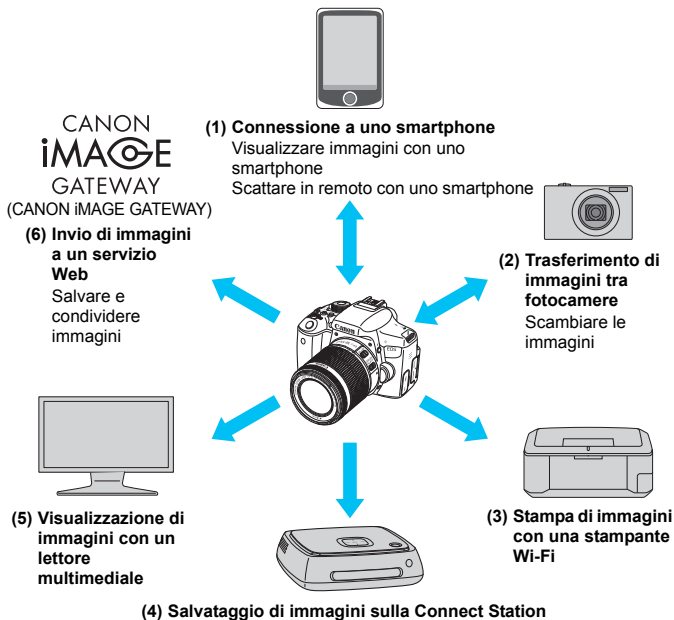 (1) Connessione a uno smartphone
Visualizzare immagini con uno
smartphone
Scattare in remoto con uno smartphone
CANON
iMAGE
GATEWAY
(CANON iMAGE GATEWAY)
(6) Invio di immagini
a un servizio
Web
Salvare e
condividere
immagini
(2) Trasferimento di
immagini tra
fotocamere
Scambiare le
immagini
Canon
EOS
(5) Visualizzazione di
immagini con un
lettore
multimediale
(3) Stampa di immagini
con una stampante
Wi-Fi
(4) Salvataggio di immagini sulla Connect Station